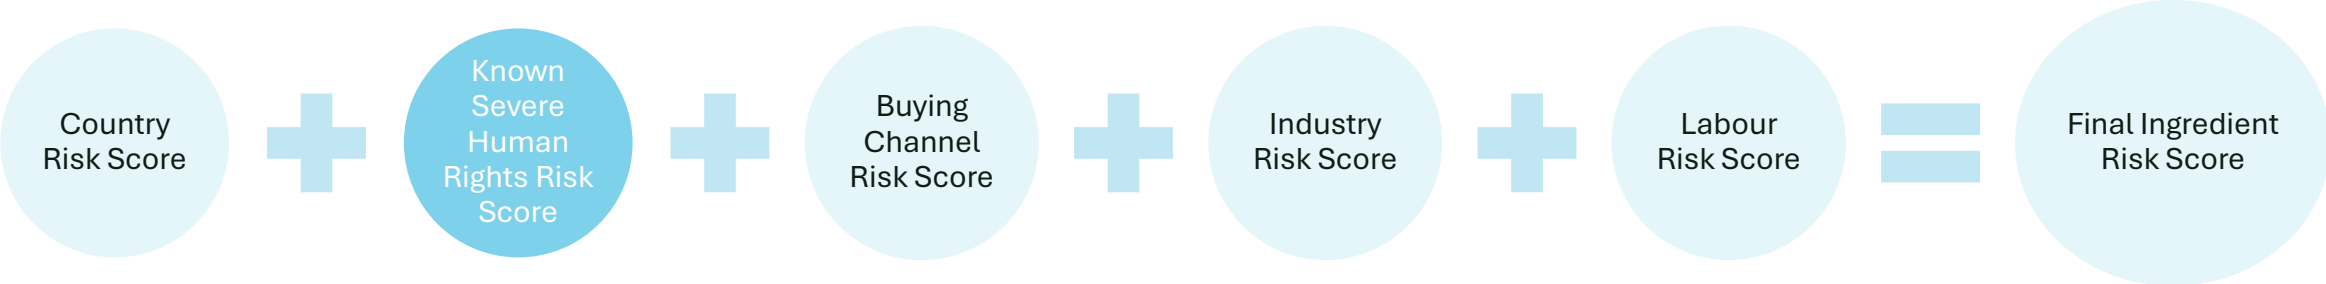 Country
Risk Score
Known
Severe
Human
Rights Risk
Score
Buying
Channel
Risk Score
Industry
Risk Score
Labour
Risk Score
Final Ingredient
Risk Score